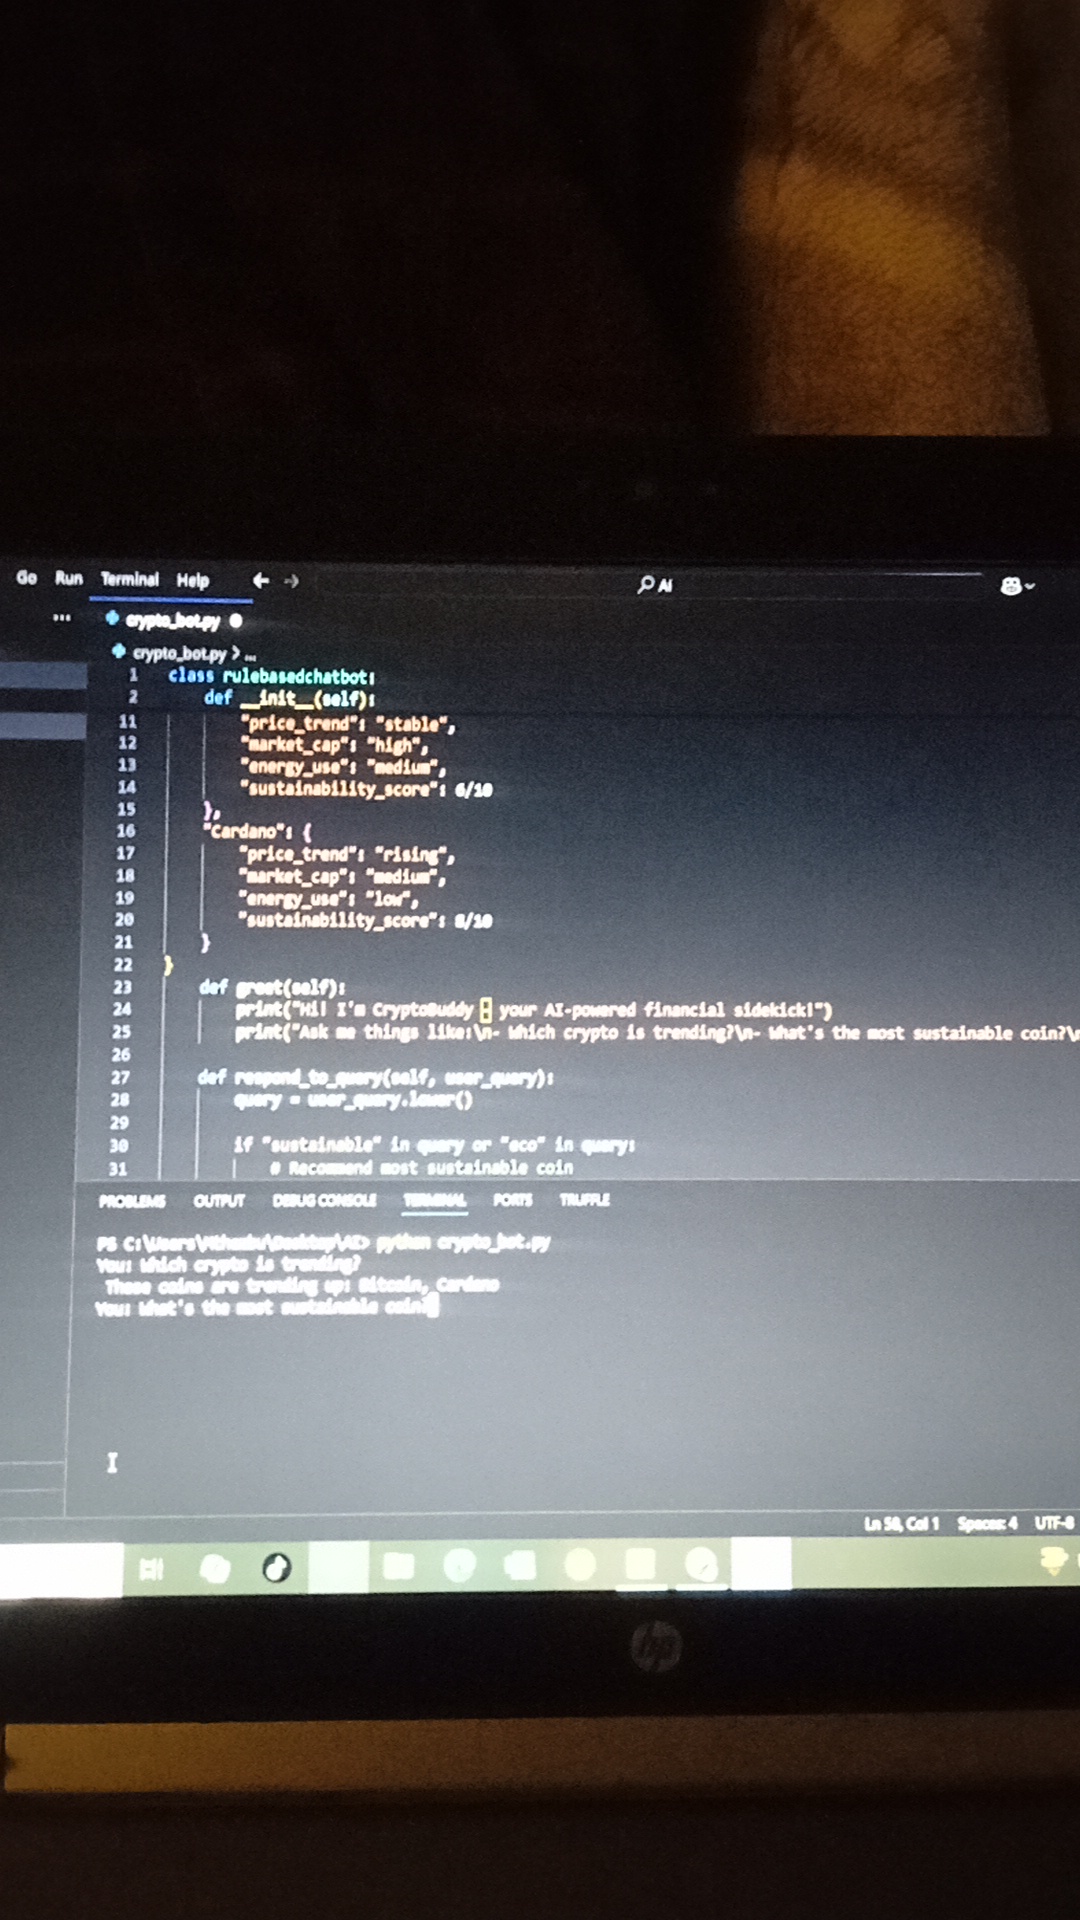 Go Run Terminal Help ← → AI
... crypto_bot.py ●
crypto_bot.py > ...
1 class rulebasedchatbot:
2 def __init__(self):
11 "price_trend": "stable",
12 "market_cap": "high",
13 "energy_use": "medium",
14 "sustainability_score": 6/10
15 },
16 "Cardano": {
17 "price_trend": "rising",
18 "market_cap": "medium",
19 "energy_use": "low",
20 "sustainability_score": 8/10
21 }
22 }
23 def greet(self):
24 print("Hi! I'm CryptoBuddy your AI-powered financial sidekick!")
25 print("Ask me things like:\n- Which crypto is trending?\n- What's the most sustainable coin?\n
26
27 def respond_to_query(self, user_query):
28 query = user_query.lower()
29
30 if "sustainable" in query or "eco" in query:
31 # Recommend most sustainable coin
PROBLEMS OUTPUT DEBUG CONSOLE TERMINAL PORTS TRUFFLE
PS C:\Users\ \Desktop\AI> python crypto_bot.py
You: Which crypto is trending?
These coins are trending up: Bitcoin, Cardano
You: What's the most sustainable coin?
Ln 58, Col 1 Spaces: 4 UTF-8
hp